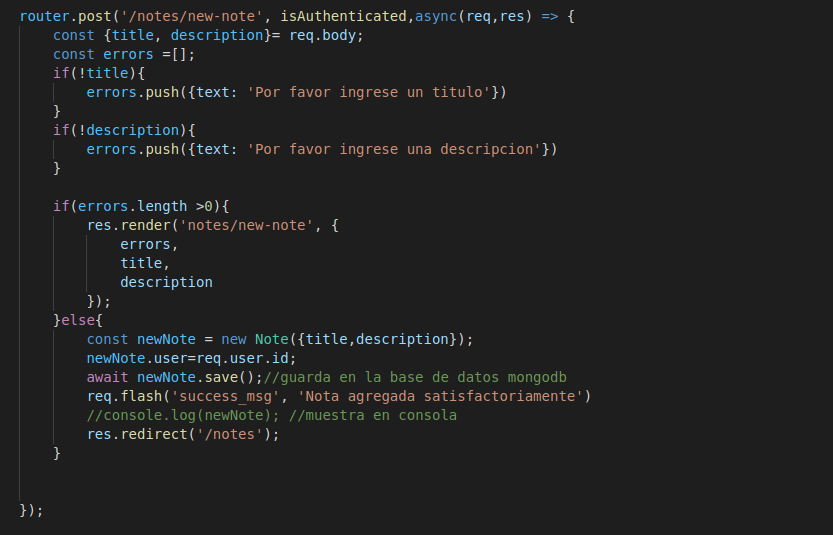 router.post('/notes/new-note', isAuthenticated,async(req,res) => {
    const {title, description}= req.body;
    const errors =[];
    if(!title){
        errors.push({text: 'Por favor ingrese un titulo'})
    }
    if(!description){
        errors.push({text: 'Por favor ingrese una descripcion'})
    }

    if(errors.length >0){
        res.render('notes/new-note', {
            errors,
            title,
            description
        });
    }else{
        const newNote = new Note({title,description});
        newNote.user=req.user.id;
        await newNote.save();//guarda en la base de datos mongodb
        req.flash('success_msg', 'Nota agregada satisfactoriamente')
        //console.log(newNote); //muestra en consola
        res.redirect('/notes');
    }


});